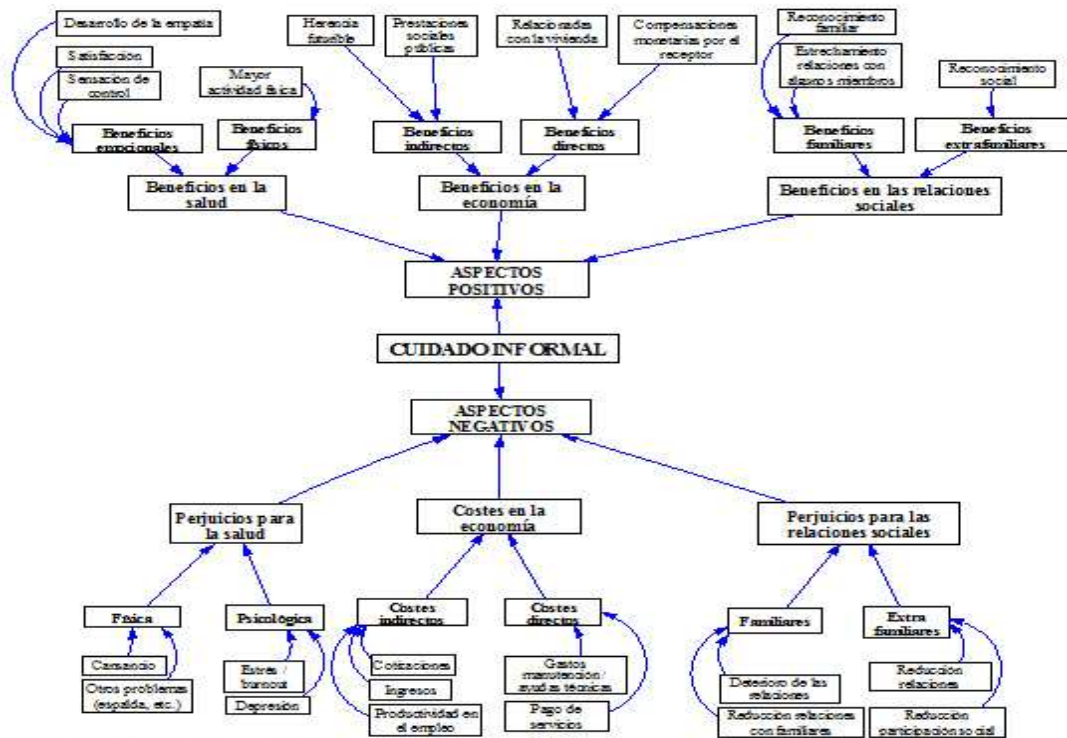 Desarrollo de la empatía
Satisfacción
Sensación de
control
Mayor
actividad física
Herencia
futurible
Prestaciones
sociales
públicas
Relacionadas
con la vivienda
Compensaciones
monetarias por el
receptor
Reconocimiento
familiar
Estrechamiento
relaciones con
algunos miembros
Reconocimiento
social
Beneficios
emocionales
Beneficios
físicos
Beneficios
indirectos
Beneficios
directos
Beneficios
familiares
Beneficios
extrafamiliares
Beneficios en la
salud
Beneficios en la
economía
Beneficios en las relaciones
sociales
ASPECTOS
POSITIVOS
CUIDADO INFORMAL
ASPECTOS
NEGATIVOS
Perjuicios para
la salud
Costes en la
economía
Perjuicios para las
relaciones sociales
Física
Psicológica
Costes
indirectos
Costes
directos
Familiares
Extra
familiares
Cansancio
Otros problemas
(espalda, etc.)
Estrés /
burnout
Depresión
Cotizaciones
Ingresos
Productividad en
el empleo
Gastos
manutención/
ayudas técnicas
Pago de
servicios
Deterioro de las
relaciones
Reducción relaciones
con familiares
Reducción
relaciones
Reducción
participación social